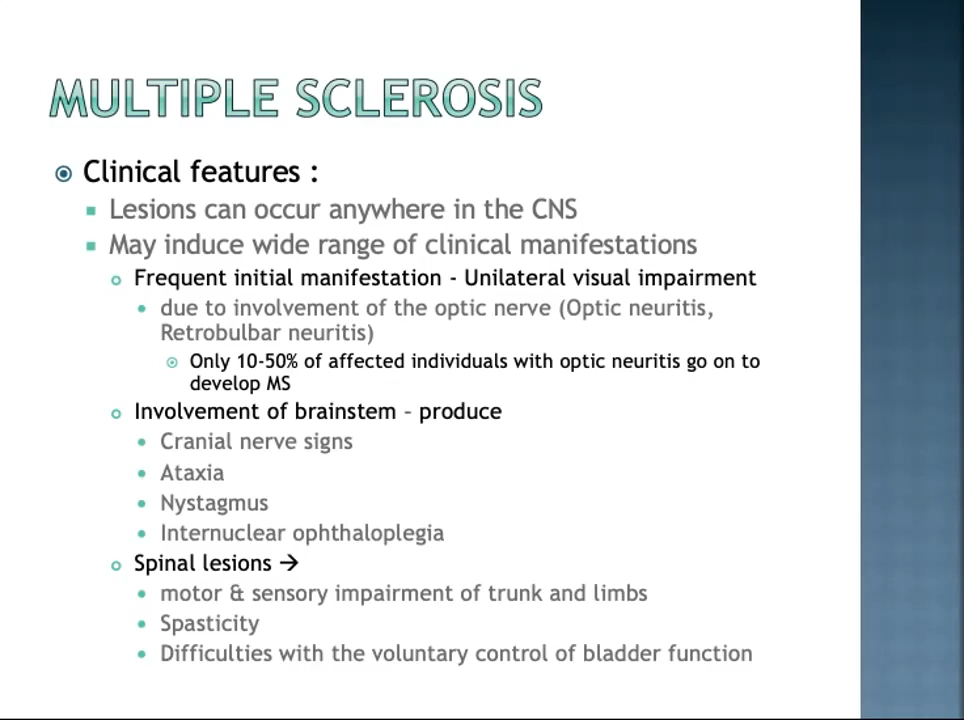 MULTIPLE SCLEROSIS
Clinical features :
Lesions can occur anywhere in the CNS
May induce wide range of clinical manifestations
Frequent initial manifestation - Unilateral visual impairment
due to involvement of the optic nerve (Optic neuritis,
Retrobulbar neuritis)
Only 10-50% of affected individuals with optic neuritis go on to
develop MS
Involvement of brainstem – produce
Cranial nerve signs
Ataxia
Nystagmus
Internuclear ophthaloplegia
Spinal lesions →
motor & sensory impairment of trunk and limbs
Spasticity
Difficulties with the voluntary control of bladder function